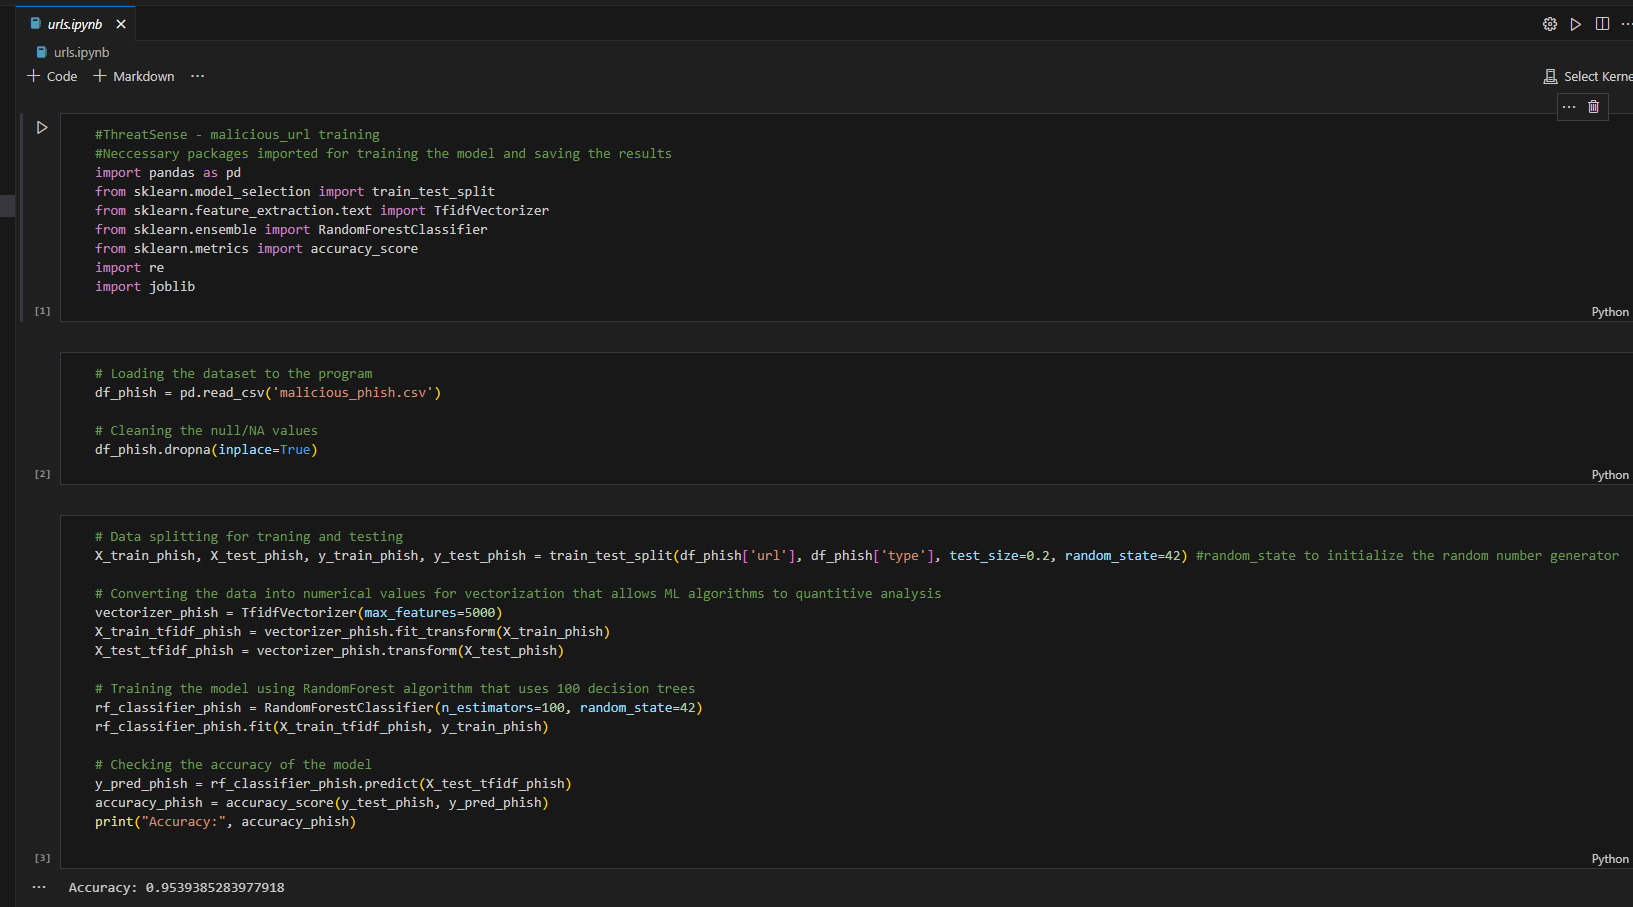 urls.ipynb
urls.ipynb
Code Markdown
Select Kerne
#ThreatSense - malicious_url training
#Neccessary packages imported for training the model and saving the results
import pandas as pd
from sklearn.model_selection import train_test_split
from sklearn.feature_extraction.text import TfidfVectorizer
from sklearn.ensemble import RandomForestClassifier
from sklearn.metrics import accuracy_score
import re
import joblib
[1]
Python
# Loading the dataset to the program
df_phish = pd.read_csv('malicious_phish.csv')
# Cleaning the null/NA values
df_phish.dropna(inplace=True)
[2]
Python
# Data splitting for traning and testing
X_train_phish, X_test_phish, y_train_phish, y_test_phish = train_test_split(df_phish['url'], df_phish['type'], test_size=0.2, random_state=42) #random_state to initialize the random number generator
# Converting the data into numerical values for vectorization that allows ML algorithms to quantitive analysis
vectorizer_phish = TfidfVectorizer(max_features=5000)
X_train_tfidf_phish = vectorizer_phish.fit_transform(X_train_phish)
X_test_tfidf_phish = vectorizer_phish.transform(X_test_phish)
# Training the model using RandomForest algorithm that uses 100 decision trees
rf_classifier_phish = RandomForestClassifier(n_estimators=100, random_state=42)
rf_classifier_phish.fit(X_train_tfidf_phish, y_train_phish)
# Checking the accuracy of the model
y_pred_phish = rf_classifier_phish.predict(X_test_tfidf_phish)
accuracy_phish = accuracy_score(y_test_phish, y_pred_phish)
print("Accuracy:", accuracy_phish)
[3]
Python
Accuracy: 0.9539385283977918